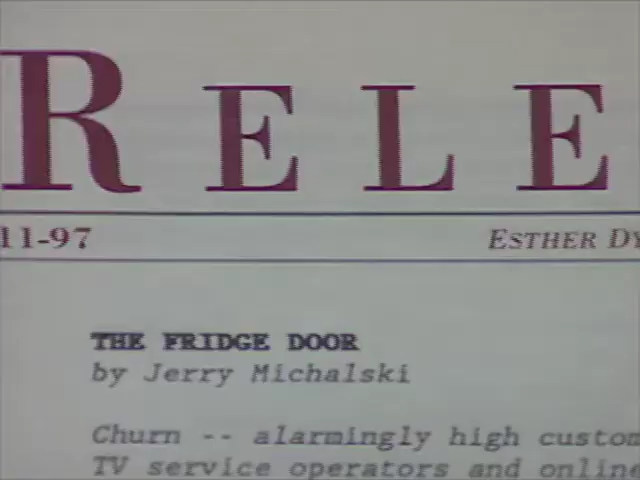 RELE
11-97 ESTHER DY
THE FRIDGE DOOR
by Jerry Michalski
Churn -- alarmingly high custom
TV service operators and online